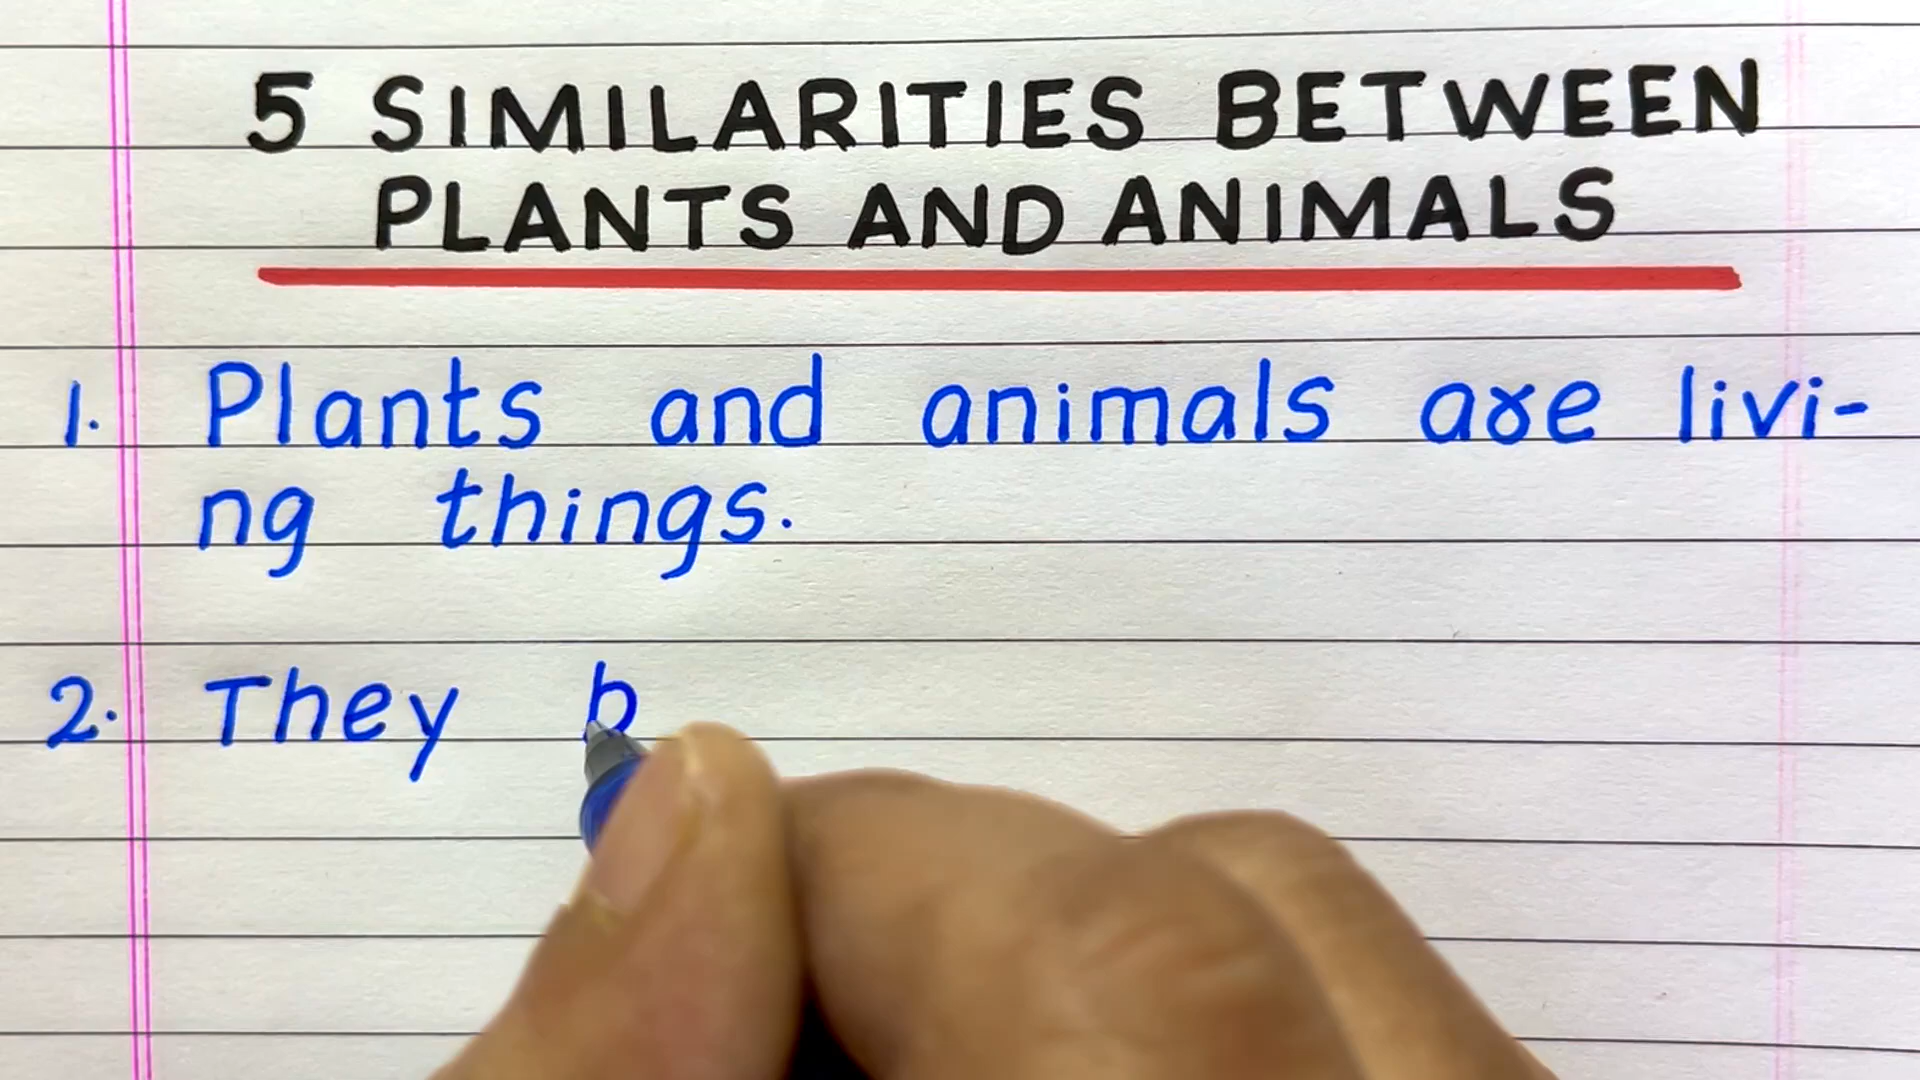 5 SIMILARITIES BETWEEN
PLANTS AND ANIMALS
1. Plants and animals are livi-
ng things.
2. They b